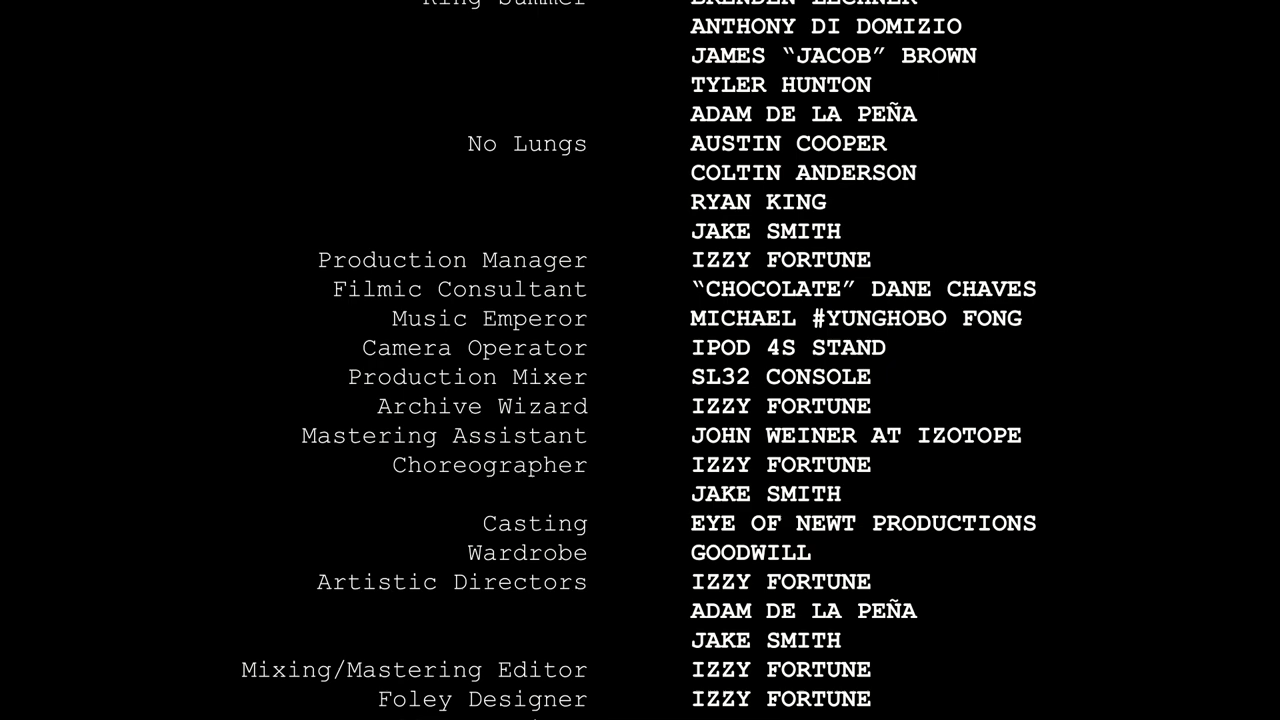 King Summer BRENDEN LECHNER
ANTHONY DI DOMIZIO
JAMES “JACOB” BROWN
TYLER HUNTON
ADAM DE LA PEÑA
No Lungs AUSTIN COOPER
COLTIN ANDERSON
RYAN KING
JAKE SMITH
Production Manager IZZY FORTUNE
Filmic Consultant “CHOCOLATE” DANE CHAVES
Music Emperor MICHAEL #YUNGHOBO FONG
Camera Operator IPOD 4S STAND
Production Mixer SL32 CONSOLE
Archive Wizard IZZY FORTUNE
Mastering Assistant JOHN WEINER AT IZOTOPE
Choreographer IZZY FORTUNE
JAKE SMITH
Casting EYE OF NEWT PRODUCTIONS
Wardrobe GOODWILL
Artistic Directors IZZY FORTUNE
ADAM DE LA PEÑA
JAKE SMITH
Mixing/Mastering Editor IZZY FORTUNE
Foley Designer IZZY FORTUNE